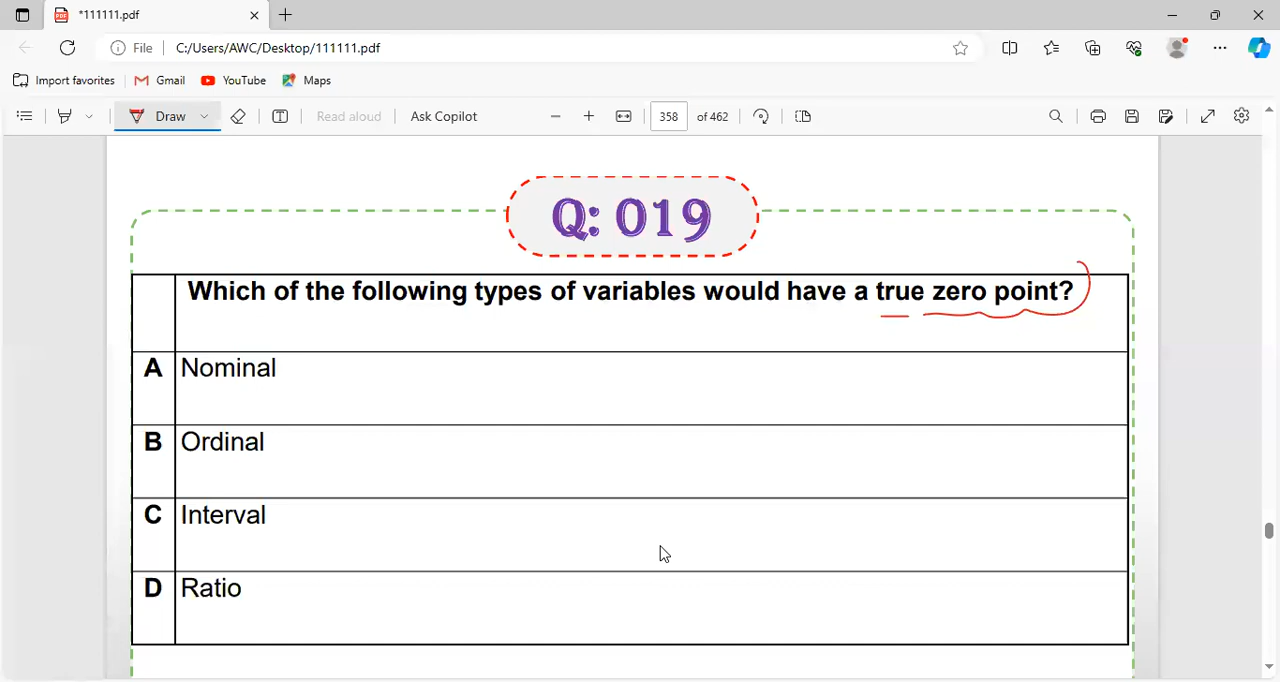 *111111.pdf
File C:/Users/AWC/Desktop/111111.pdf
Import favorites Gmail YouTube Maps
Draw Read aloud Ask Copilot 358 of 462
Q: 019
Which of the following types of variables would have a true zero point?
A Nominal
B Ordinal
C Interval
D Ratio